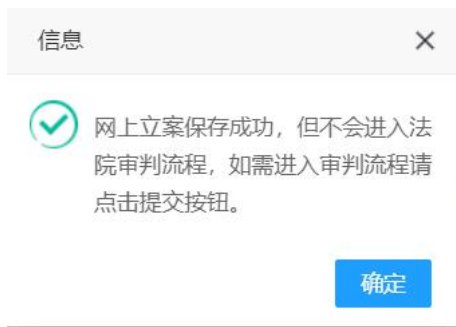 信息
网上立案保存成功，但不会进入法
院审判流程，如需进入审判流程请
点击提交按钮。
确定